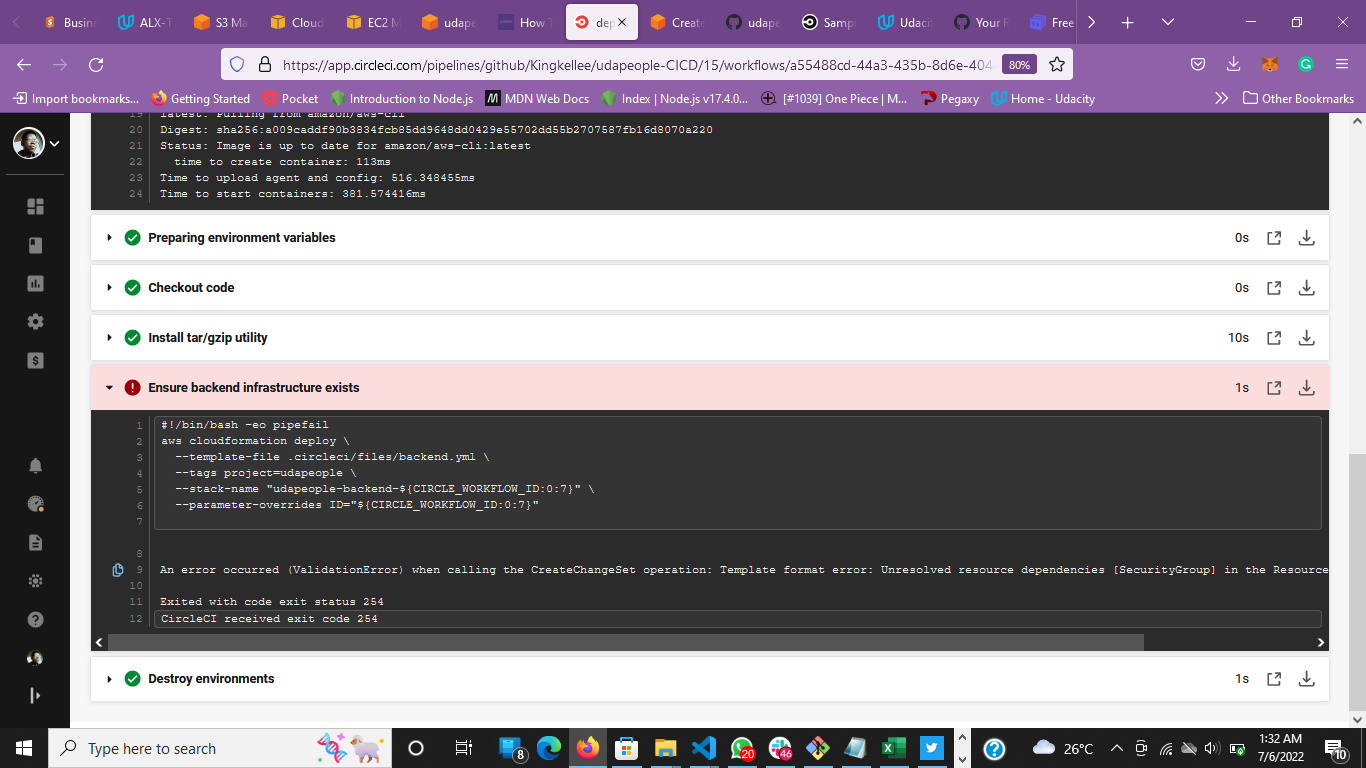 Busine
ALX-T
S3 Ma
Cloud
EC2 M
udape
How T
dep
Create
udape
Samp
Udaci
Your R
Free
https://app.circleci.com/pipelines/github/Kingkellee/udapeople-CICD/15/workflows/a55488cd-44a3-435b-8d6e-404
80%
Import bookmarks...
Getting Started
Pocket
Introduction to Node.js
MDN Web Docs
Index | Node.js v17.4.0...
[#1039] One Piece | M...
Pegaxy
Home - Udacity
Other Bookmarks
19 latest: Pulling from amazon/aws-cli
20 Digest: sha256:a009caddf90b3834fcb85dd9648dd0429e55702dd55b2707587fb16d8070a220
21 Status: Image is up to date for amazon/aws-cli:latest
22 time to create container: 113ms
23 Time to upload agent and config: 516.348455ms
24 Time to start containers: 381.574416ms
Preparing environment variables 0s
Checkout code 0s
Install tar/gzip utility 10s
Ensure backend infrastructure exists 1s
1 #!/bin/bash -eo pipefail
2 aws cloudformation deploy \
3 --template-file .circleci/files/backend.yml \
4 --tags project=udapeople \
5 --stack-name "udapeople-backend-${CIRCLE_WORKFLOW_ID:0:7}" \
6 --parameter-overrides ID="${CIRCLE_WORKFLOW_ID:0:7}"
7
8
9 An error occurred (ValidationError) when calling the CreateChangeSet operation: Template format error: Unresolved resource dependencies [SecurityGroup] in the Resource
10
11 Exited with code exit status 254
12 CircleCI received exit code 254
Destroy environments 1s
Type here to search
8
20
46
26°C
1:32 AM
7/6/2022
10